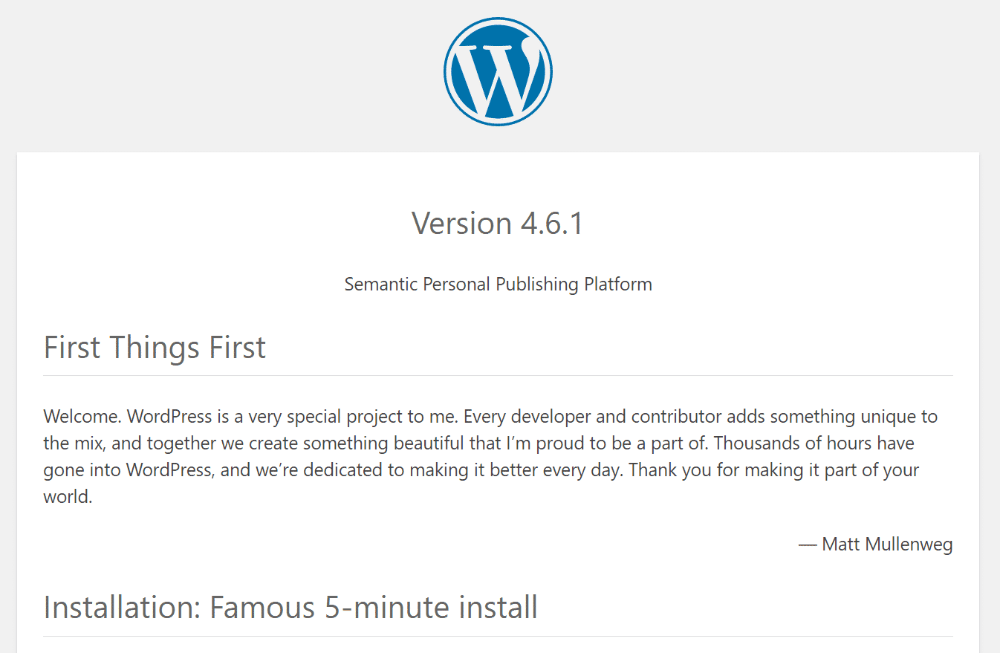 Version 4.6.1
Semantic Personal Publishing Platform
First Things First
Welcome. WordPress is a very special project to me. Every developer and contributor adds something unique to
the mix, and together we create something beautiful that I’m proud to be a part of. Thousands of hours have
gone into WordPress, and we’re dedicated to making it better every day. Thank you for making it part of your
world.
— Matt Mullenweg
Installation: Famous 5-minute install